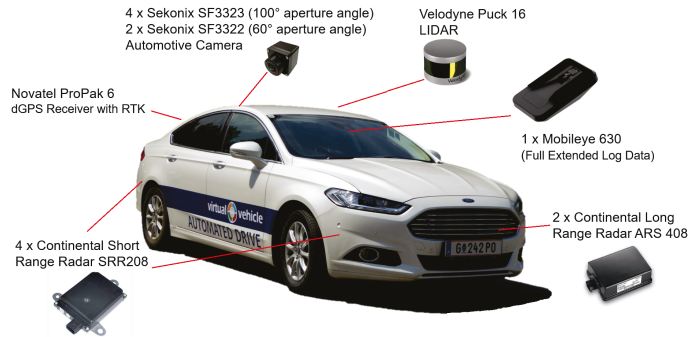 4 x Sekonix SF3323 (100° aperture angle)
2 x Sekonix SF3322 (60° aperture angle)
Automotive Camera
Velodyne Puck 16
LIDAR
Novatel ProPak 6
dGPS Receiver with RTK
1 x Mobileye 630
(Full Extended Log Data)
virtual vehicle
AUTOMATED DRIVE
4 x Continental Short
Range Radar SRR208
2 x Continental Long
Range Radar ARS 408
G 242 PO